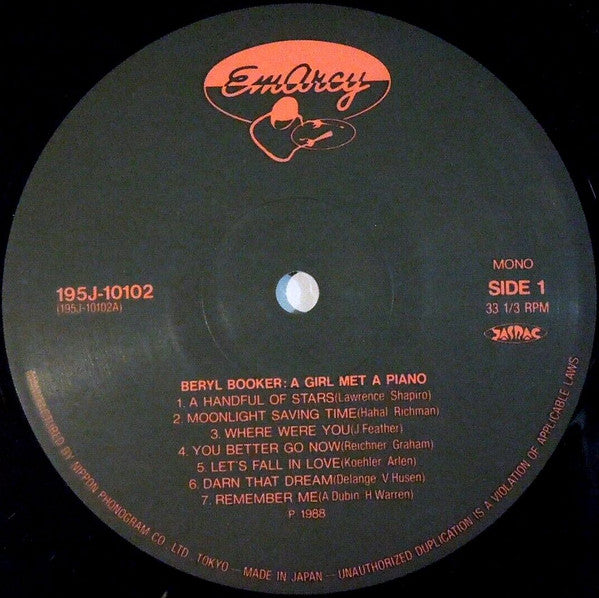 EmArcy
195J-10102
(195J-10102A)
MONO
SIDE 1
33 1/3 RPM
JASRAC
BERYL BOOKER: A GIRL MET A PIANO
1. A HANDFUL OF STARS(Lawrence Shapiro)
2. MOONLIGHT SAVING TIME(Hahal Richman)
3. WHERE WERE YOU(J Feather)
4. YOU BETTER GO NOW(Reichner Graham)
5. LET'S FALL IN LOVE(Koehler Arlen)
6. DARN THAT DREAM(Delange V Husen)
7. REMEMBER ME(A Dubin H Warren)
P 1988
MANUFACTURED BY NIPPON PHONOGRAM CO. LTD. TOKYO — MADE IN JAPAN — UNAUTHORIZED DUPLICATION IS A VIOLATION OF APPLICABLE LAWS